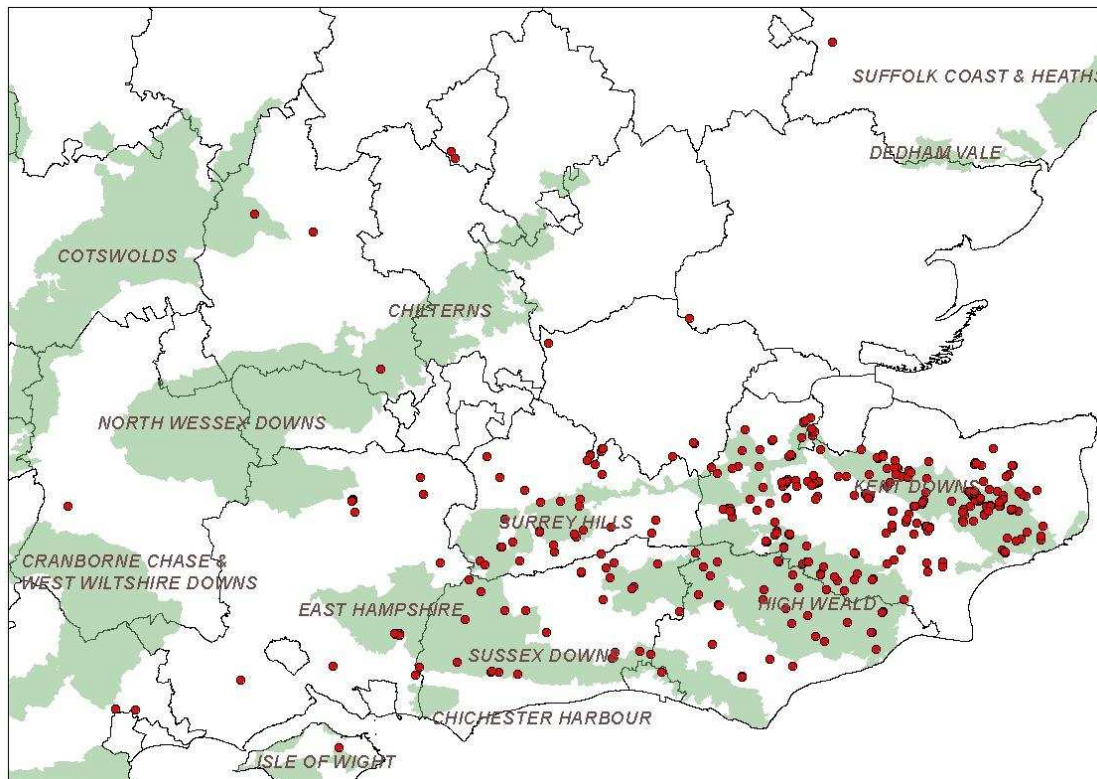 SUFFOLK COAST & HEATHS
DEDHAM VALE
COTSWOLDS
CHILTERNS
NORTH WESSEX DOWNS
KENT DOWNS
SURREY HILLS
CRANBORNE CHASE &
WEST WILTSHIRE DOWNS
EAST HAMPSHIRE
HIGH WEALD
SUSSEX DOWNS
CHICHESTER HARBOUR
ISLE OF WIGHT